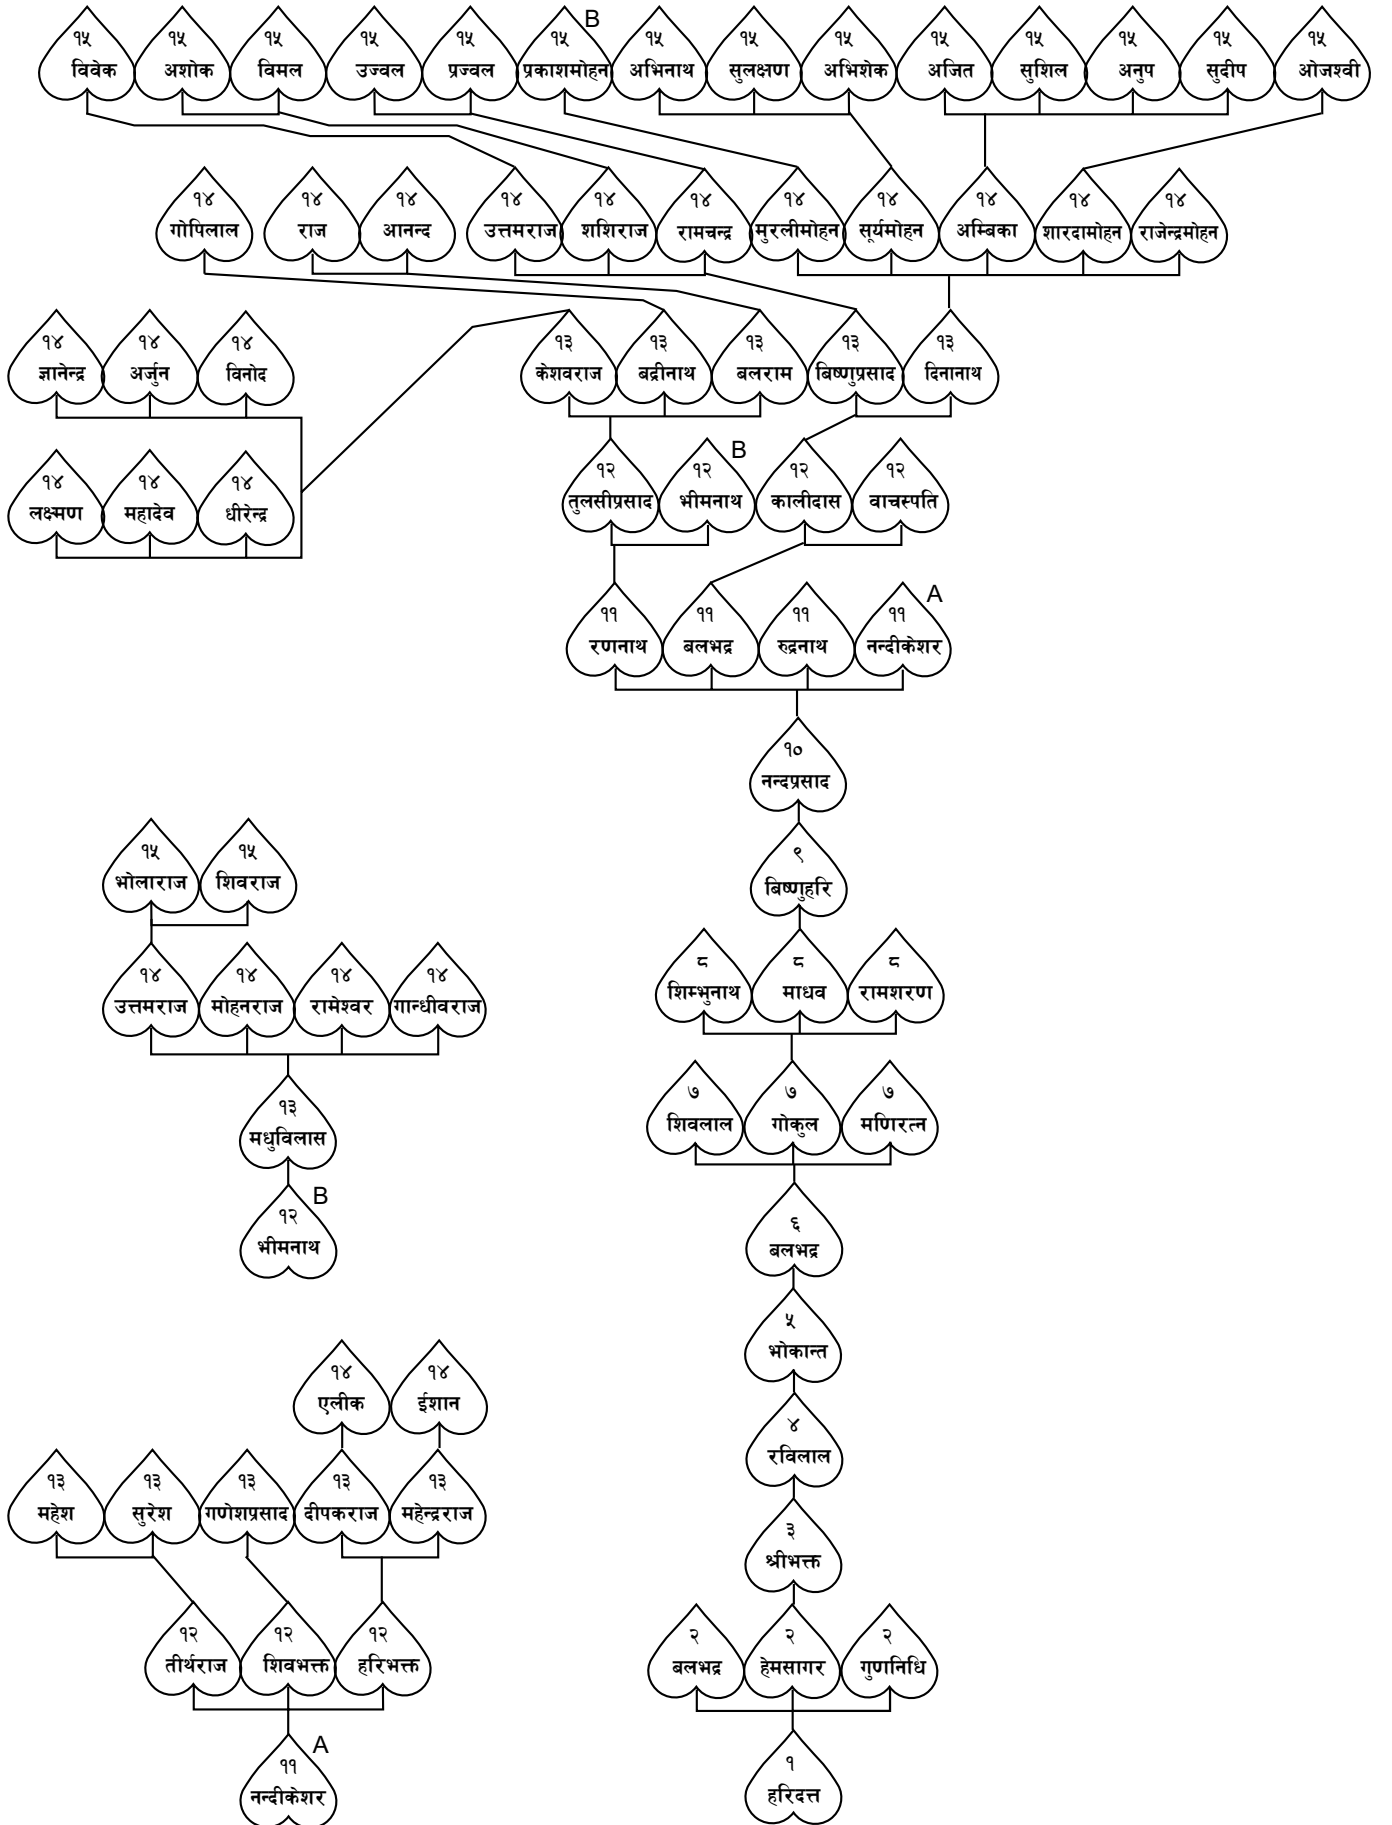 B
१५ १५ १५ १५ १५ १५ १५ १५ १५ १५ १५ १५ १५ १५
विवेक अशोक विमल उज्वल प्रज्वल प्रकाशमोहन अभिनाथ सुलक्षण अभिशेक अजित सुशिल अनुप सुदीप ओजश्वी
१४ १४ १४ १४ १४ १४ १४ १४ १४ १४ १४
गोपिलाल राज आनन्द उत्तमराज शशिराज रामचन्द्र मुरलीमोहन सूर्यमोहन अम्बिका शारदामोहन राजेन्द्रमोहन
१४ १४ १४ १३ १३ १३ १३ १३
ज्ञानेन्द्र अर्जुन विनोद केशवराज बद्रीनाथ बलराम बिष्णुप्रसाद दिनानाथ
B
१४ १४ १४ १२ १२ १२ १२
लक्ष्मण महादेव धीरेन्द्र तुलसीप्रसाद भीमनाथ कालीदास वाचस्पति
A
११ ११ ११ ११
रणनाथ बलभद्र रुद्रनाथ नन्दीकेशर
१०
नन्दप्रसाद
१५ १५ ९
भोलाराज शिवराज बिष्णुहरि
८ ८ ८
१४ १४ १४ १४
शिम्भुनाथ माधव रामशरण
उत्तमराज मोहनराज रामेश्वर गान्धीवराज
७ ७ ७
१३
शिवलाल गोकुल मणिरत्न
मधुविलास
B
१२ ६
भीमनाथ बलभद्र
५
भोकान्त
१४ १४
एलीक ईशान
४
रविलाल
१३ १३ १३ १३ १३
महेश सुरेश गणेशप्रसाद दीपकराज महेन्द्रराज
३
श्रीभक्त
१२ १२ १२ २ २ २
तीर्थराज शिवभक्त हरिभक्त बलभद्र हेमसागर गुणनिधि
A
११ १
नन्दीकेशर हरिदत्त